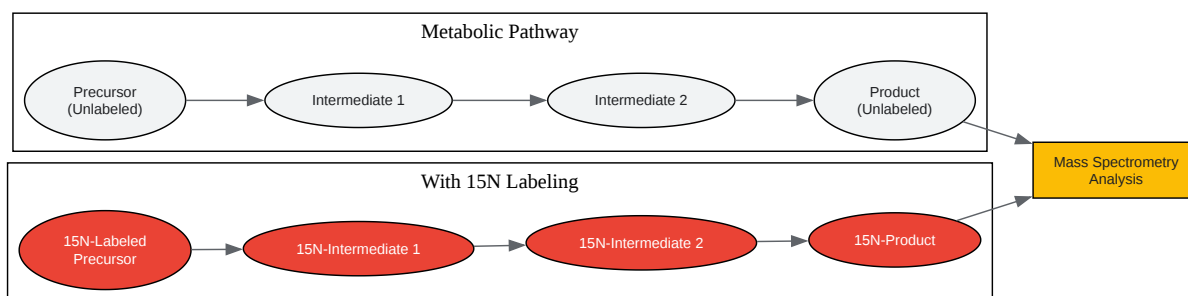 Metabolic Pathway
Precursor
(Unlabeled)
Intermediate 1
Intermediate 2
Product
(Unlabeled)
Mass Spectrometry
Analysis
With 15N Labeling
15N-Labeled
Precursor
15N-Intermediate 1
15N-Intermediate 2
15N-Product